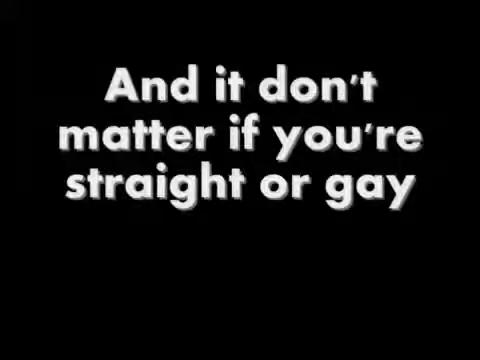 And it don't
matter if you're
straight or gay